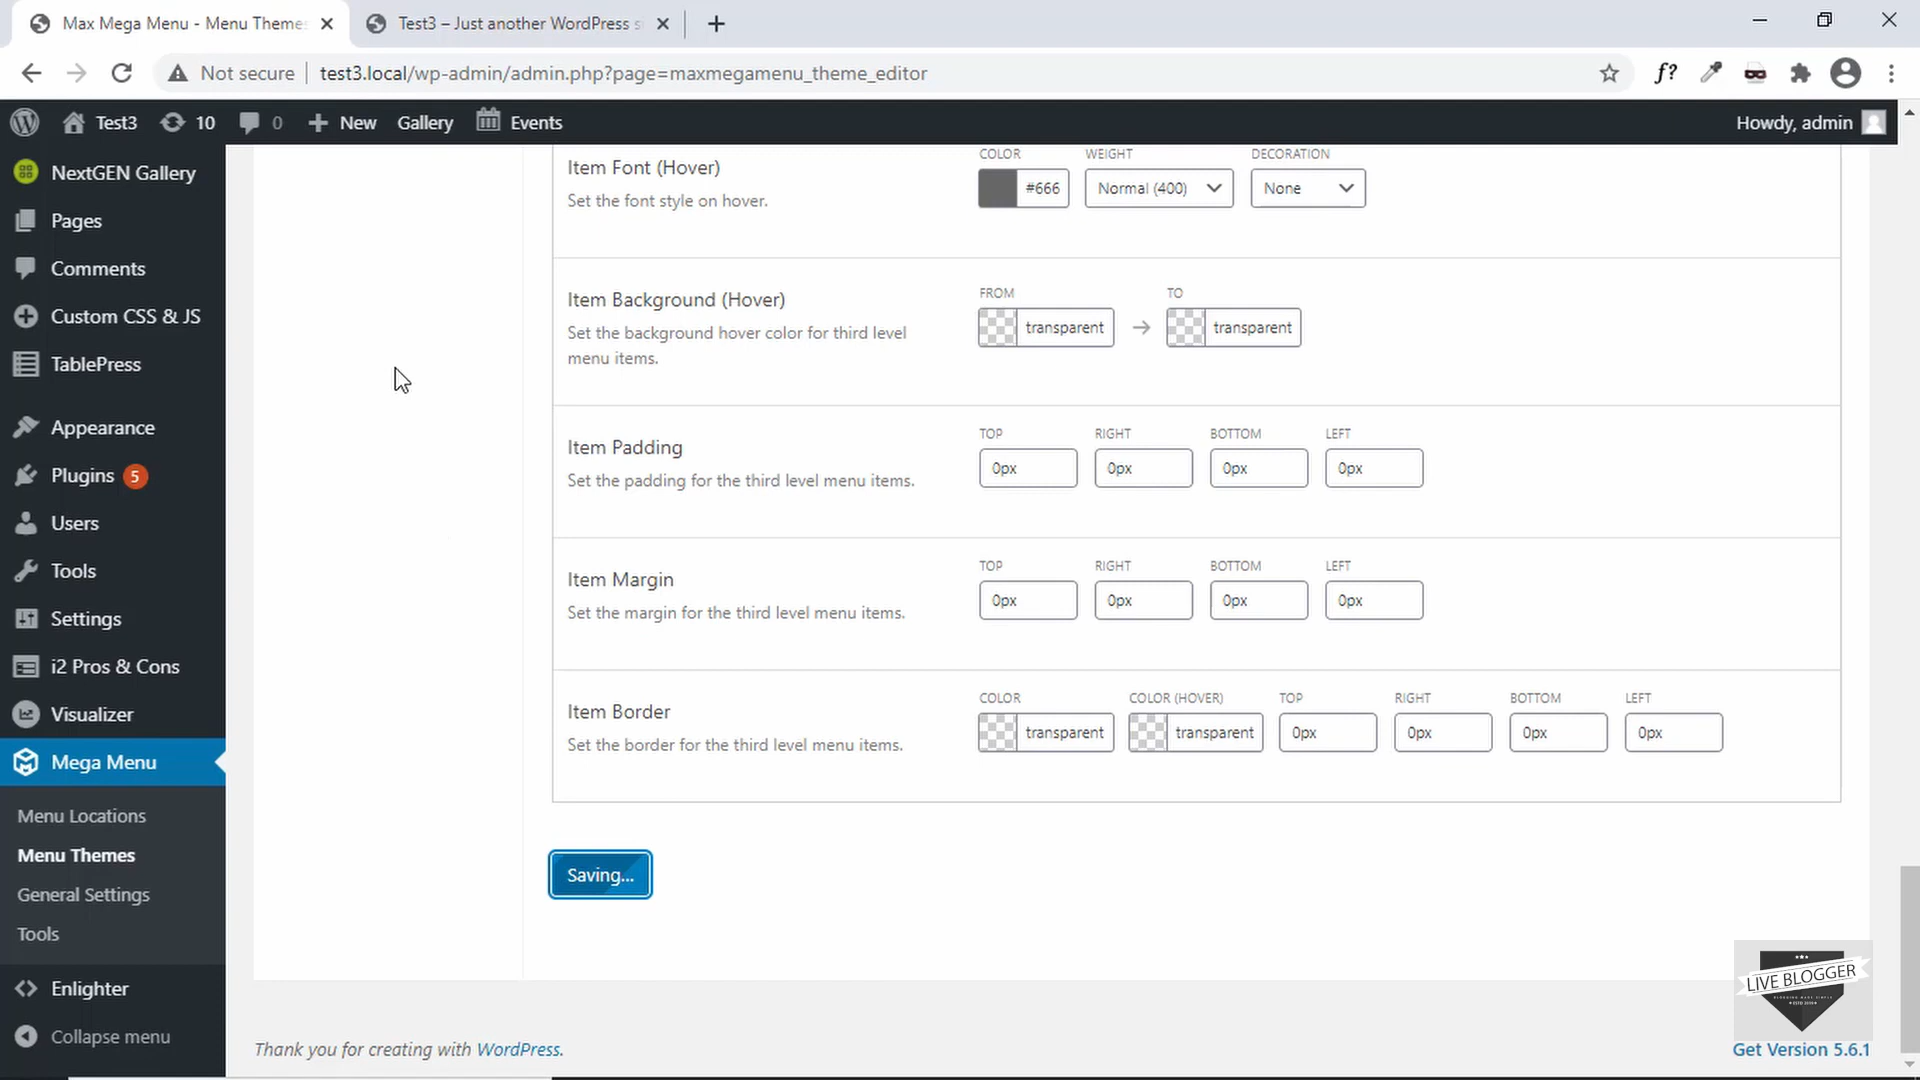 Max Mega Menu - Menu Theme
Test3 – Just another WordPress s
Not secure
test3.local/wp-admin/admin.php?page=maxmegamenu_theme_editor
f?
Test3
10
0
New
Gallery
Events
Howdy, admin
NextGEN Gallery
Pages
Comments
Custom CSS & JS
TablePress
Appearance
Plugins 5
Users
Tools
Settings
i2 Pros & Cons
Visualizer
Mega Menu
Menu Locations
Menu Themes
General Settings
Tools
Enlighter
Collapse menu
Item Font (Hover)
Set the font style on hover.
COLOR WEIGHT DECORATION
#666 Normal (400) None
Item Background (Hover)
Set the background hover color for third level
menu items.
FROM TO
transparent transparent
Item Padding
Set the padding for the third level menu items.
TOP RIGHT BOTTOM LEFT
0px 0px 0px 0px
Item Margin
Set the margin for the third level menu items.
TOP RIGHT BOTTOM LEFT
0px 0px 0px 0px
Item Border
Set the border for the third level menu items.
COLOR COLOR (HOVER) TOP RIGHT BOTTOM LEFT
transparent transparent 0px 0px 0px 0px
Saving...
LIVE BLOGGER
Thank you for creating with WordPress.
Get Version 5.6.1